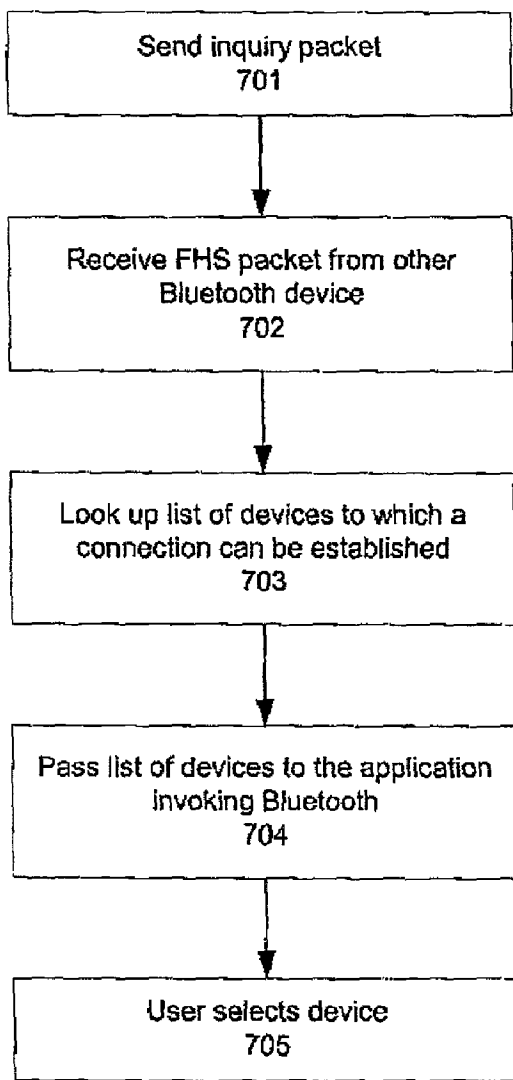 Send inquiry packet
701
Receive FHS packet from other
Bluetooth device
702
Look up list of devices to which a
connection can be established
703
Pass list of devices to the application
invoking Bluetooth
704
User selects device
705